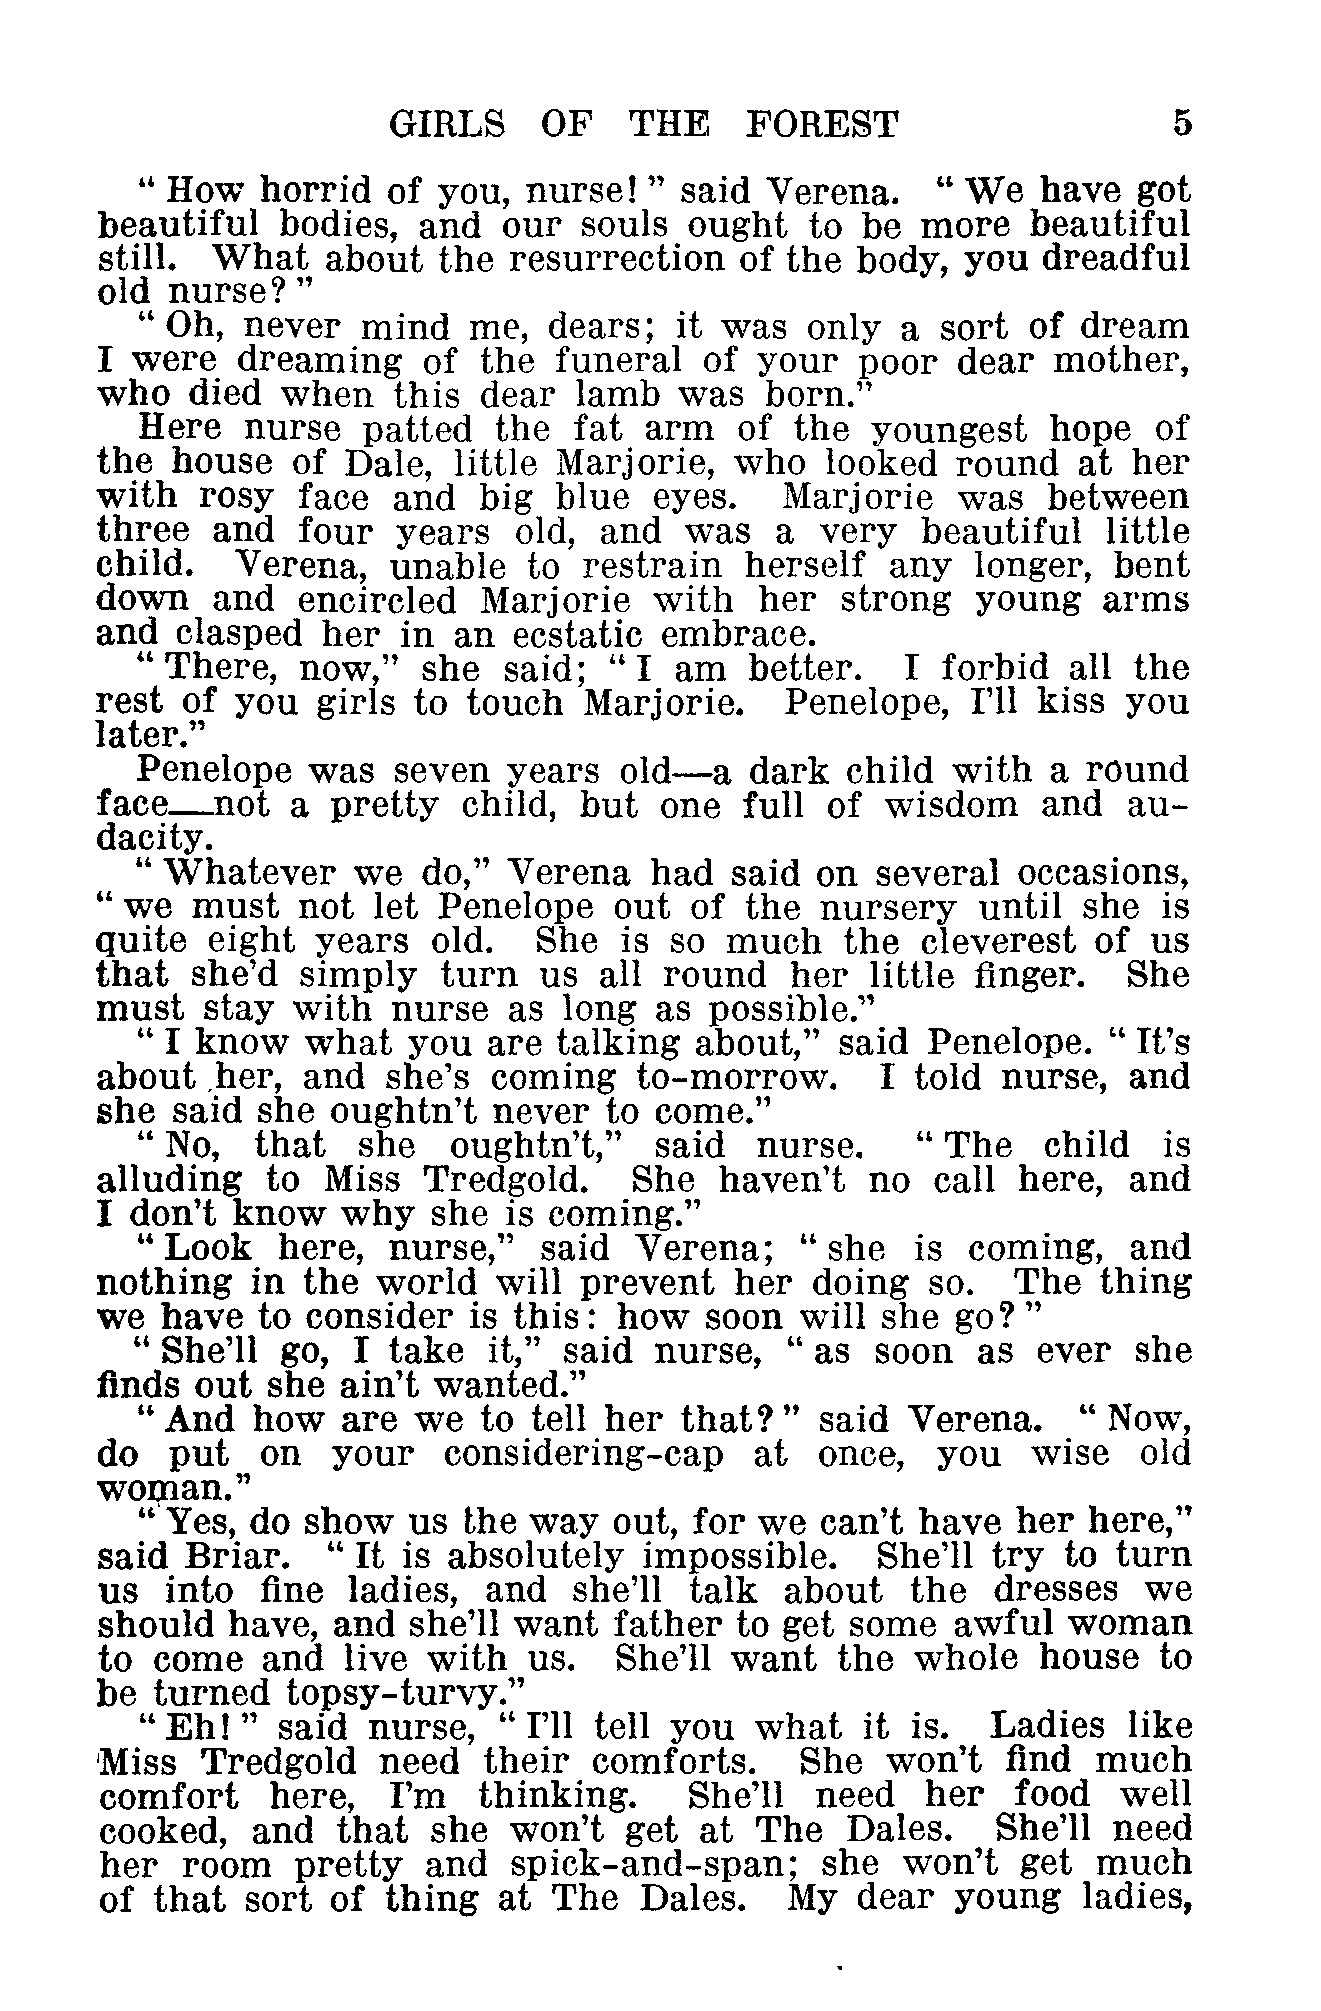 GIRLS OF THE FOREST 5
“ How horrid of you, nurse! ” said Verena. “ We have got
beautiful bodies, and our souls ought to be more beautiful
still. What about the resurrection of the body, you dreadful
old nurse? ”
“ Oh, never mind me, dears; it was only a sort of dream
I were dreaming of the funeral of your poor dear mother,
who died when this dear lamb was born.”
Here nurse patted the fat arm of the youngest hope of
the house of Dale, little Marjorie, who looked round at her
with rosy face and big blue eyes. Marjorie was between
three and four years old, and was a very beautiful little
child. Verena, unable to restrain herself any longer, bent
down and encircled Marjorie with her strong young arms
and clasped her in an ecstatic embrace.
“ There, now,” she said; “ I am better. I forbid all the
rest of you girls to touch Marjorie. Penelope, I’ll kiss you
later.”
Penelope was seven years old—a dark child with a round
face—not a pretty child, but one full of wisdom and au-
dacity.
“ Whatever we do,” Verena had said on several occasions,
“ we must not let Penelope out of the nursery until she is
quite eight years old. She is so much the cleverest of us
that she’d simply turn us all round her little finger. She
must stay with nurse as long as possible.”
“ I know what you are talking about,” said Penelope. “ It’s
about her, and she’s coming to-morrow. I told nurse, and
she said she oughtn’t never to come.”
“ No, that she oughtn’t,” said nurse. “ The child is
alluding to Miss Tredgold. She haven’t no call here, and
I don’t know why she is coming.”
“ Look here, nurse,” said Verena; “ she is coming, and
nothing in the world will prevent her doing so. The thing
we have to consider is this: how soon will she go? ”
“ She’ll go, I take it,” said nurse, “ as soon as ever she
finds out she ain’t wanted.”
“ And how are we to tell her that? ” said Verena. “ Now,
do put on your considering-cap at once, you wise old
woman.”
“ Yes, do show us the way out, for we can’t have her here,”
said Briar. “ It is absolutely impossible. She’ll try to turn
us into fine ladies, and she’ll talk about the dresses we
should have, and she’ll want father to get some awful woman
to come and live with us. She’ll want the whole house to
be turned topsy-turvy.”
“ Eh! ” said nurse, “ I’ll tell you what it is. Ladies like
Miss Tredgold need their comforts. She won’t find much
comfort here, I’m thinking. She’ll need her food well
cooked, and that she won’t get at The Dales. She’ll need
her room pretty and spick-and-span; she won’t get much
of that sort of thing at The Dales. My dear young ladies,